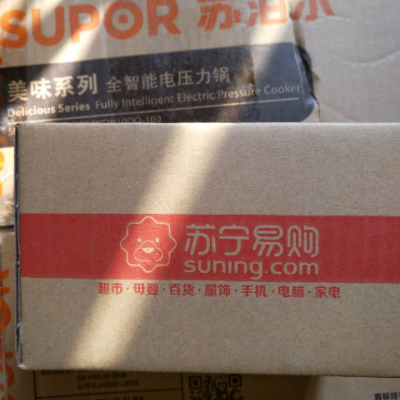 SUPOR 苏泊尔
美味系列 全智能电压力锅
Delicious Series Fully Intelligent Electric Pressure Cooker
苏宁易购
suning.com
超市·母婴·百货·服饰·手机·电脑·家电